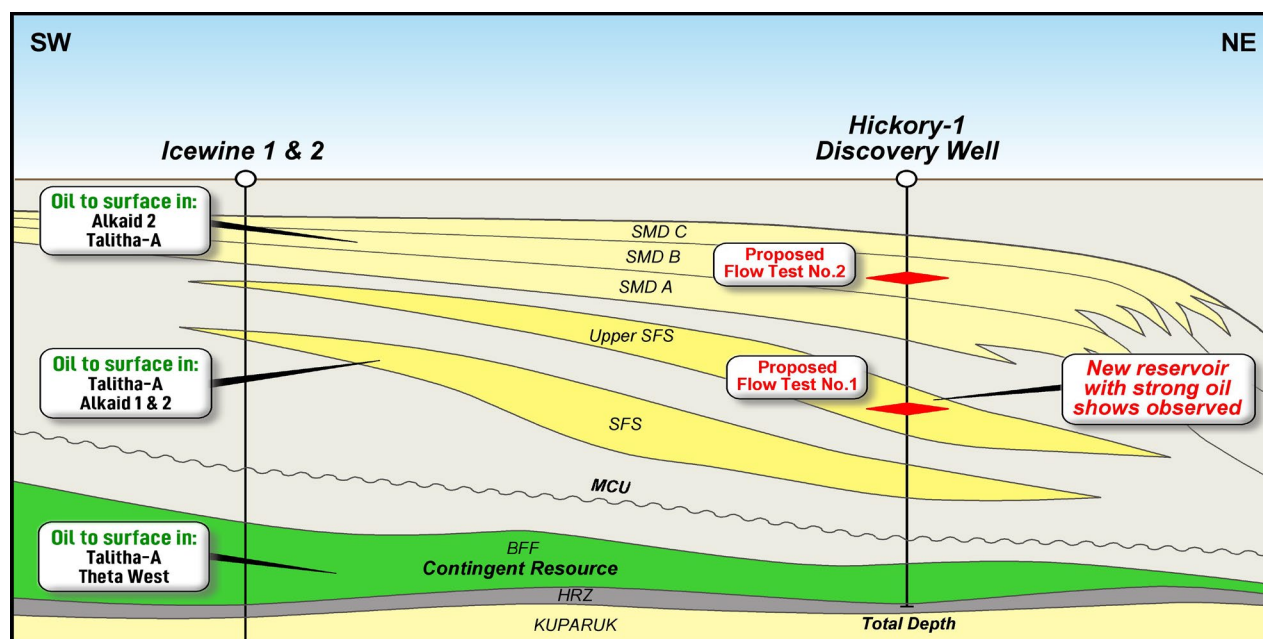 SW
NE
Icewine 1 & 2
Hickory-1
Discovery Well
Oil to surface in:
Alkaid 2
Talitha-A
SMD C
SMD B
SMD A
Proposed
Flow Test No.2
Upper SFS
Oil to surface in:
Talitha-A
Alkaid 1 & 2
Proposed
Flow Test No.1
New reservoir
with strong oil
shows observed
SFS
MCU
Oil to surface in:
Talitha-A
Theta West
BFF
Contingent Resource
HRZ
KUPARUK
Total Depth